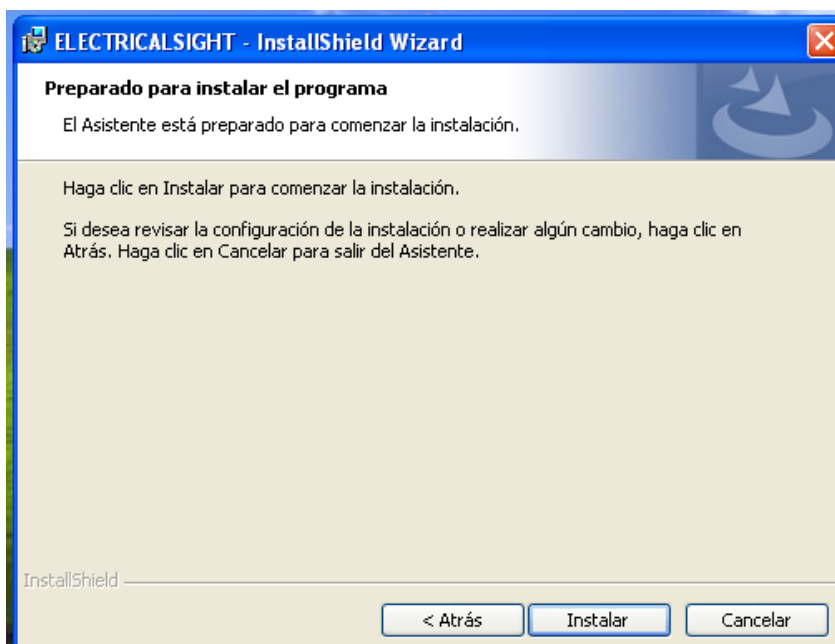 ELECTRICALSIGHT - InstallShield Wizard
Preparado para instalar el programa
El Asistente está preparado para comenzar la instalación.
Haga clic en Instalar para comenzar la instalación.
Si desea revisar la configuración de la instalación o realizar algún cambio, haga clic en
Atrás. Haga clic en Cancelar para salir del Asistente.
InstallShield
< Atrás Instalar Cancelar